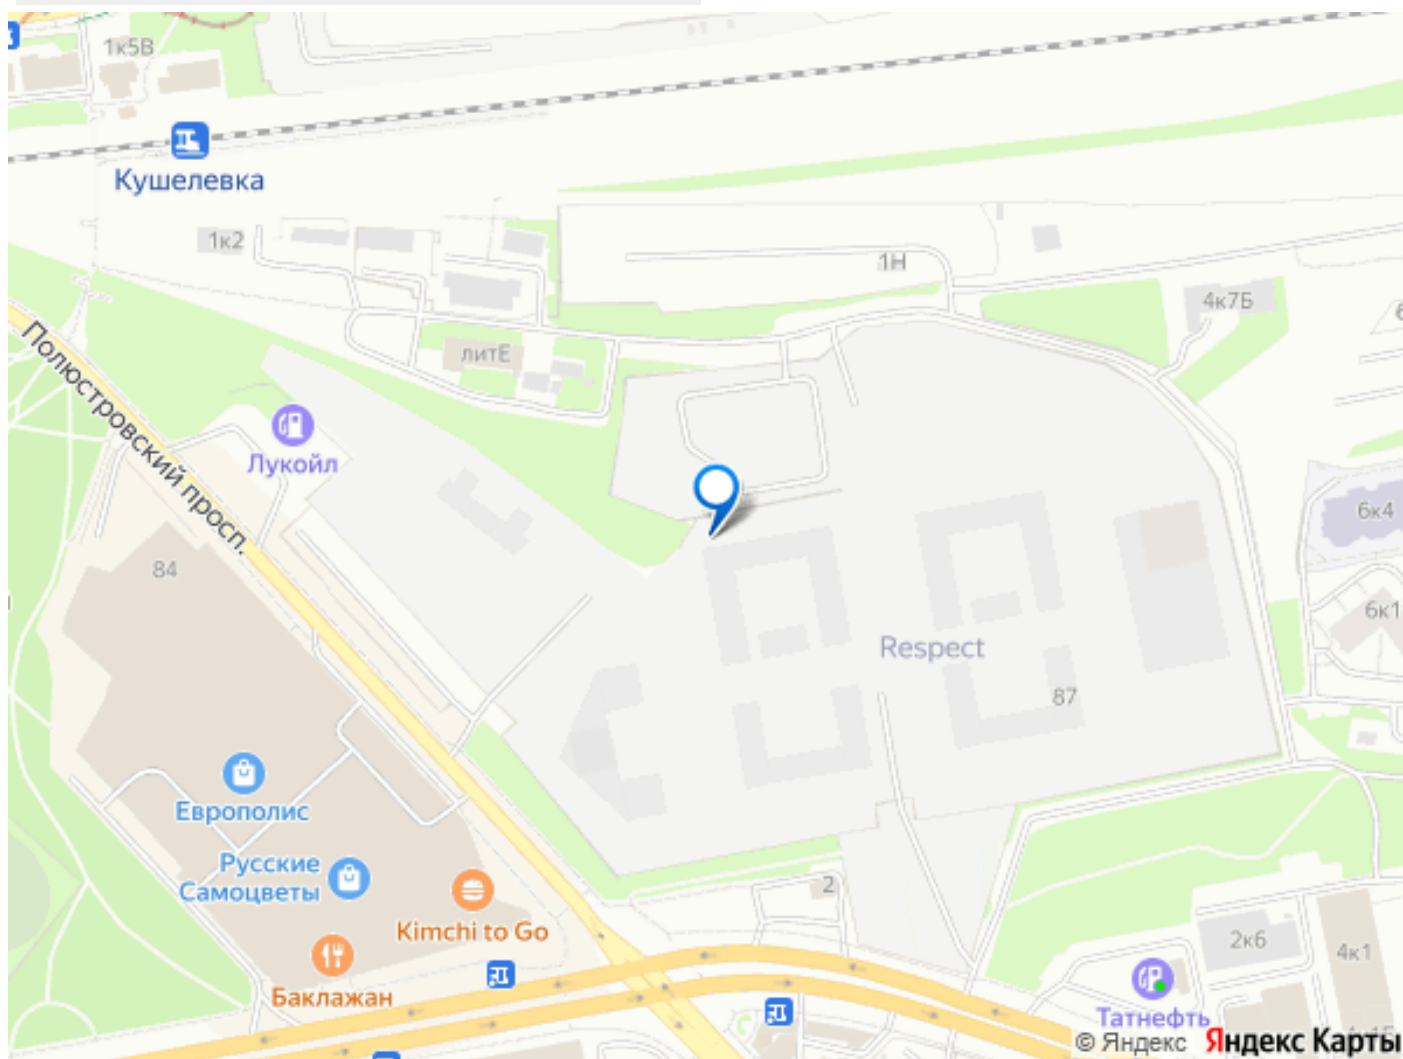 1к5В
Кушелевка
1к2
1Н
4к7Б
литЕ
Полюстровский просп.
Лукойл
6к4
84
6к1
Respect
87
Европолис
Русские
Самоцветы
2
Kimchi to Go
2к6
4к1
Баклажан
Татнефть
© Яндекс Яндекс Карты